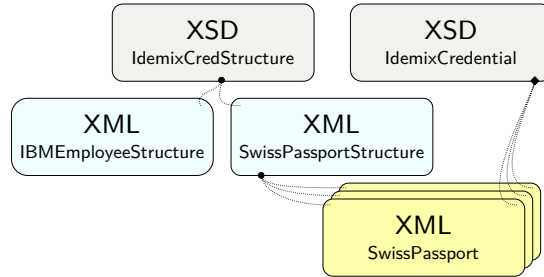 XSD
IdemixCredStructure
XSD
IdemixCredential
XML
IBMEmployeeStructure
XML
SwissPassportStructure
XML
SwissPassport